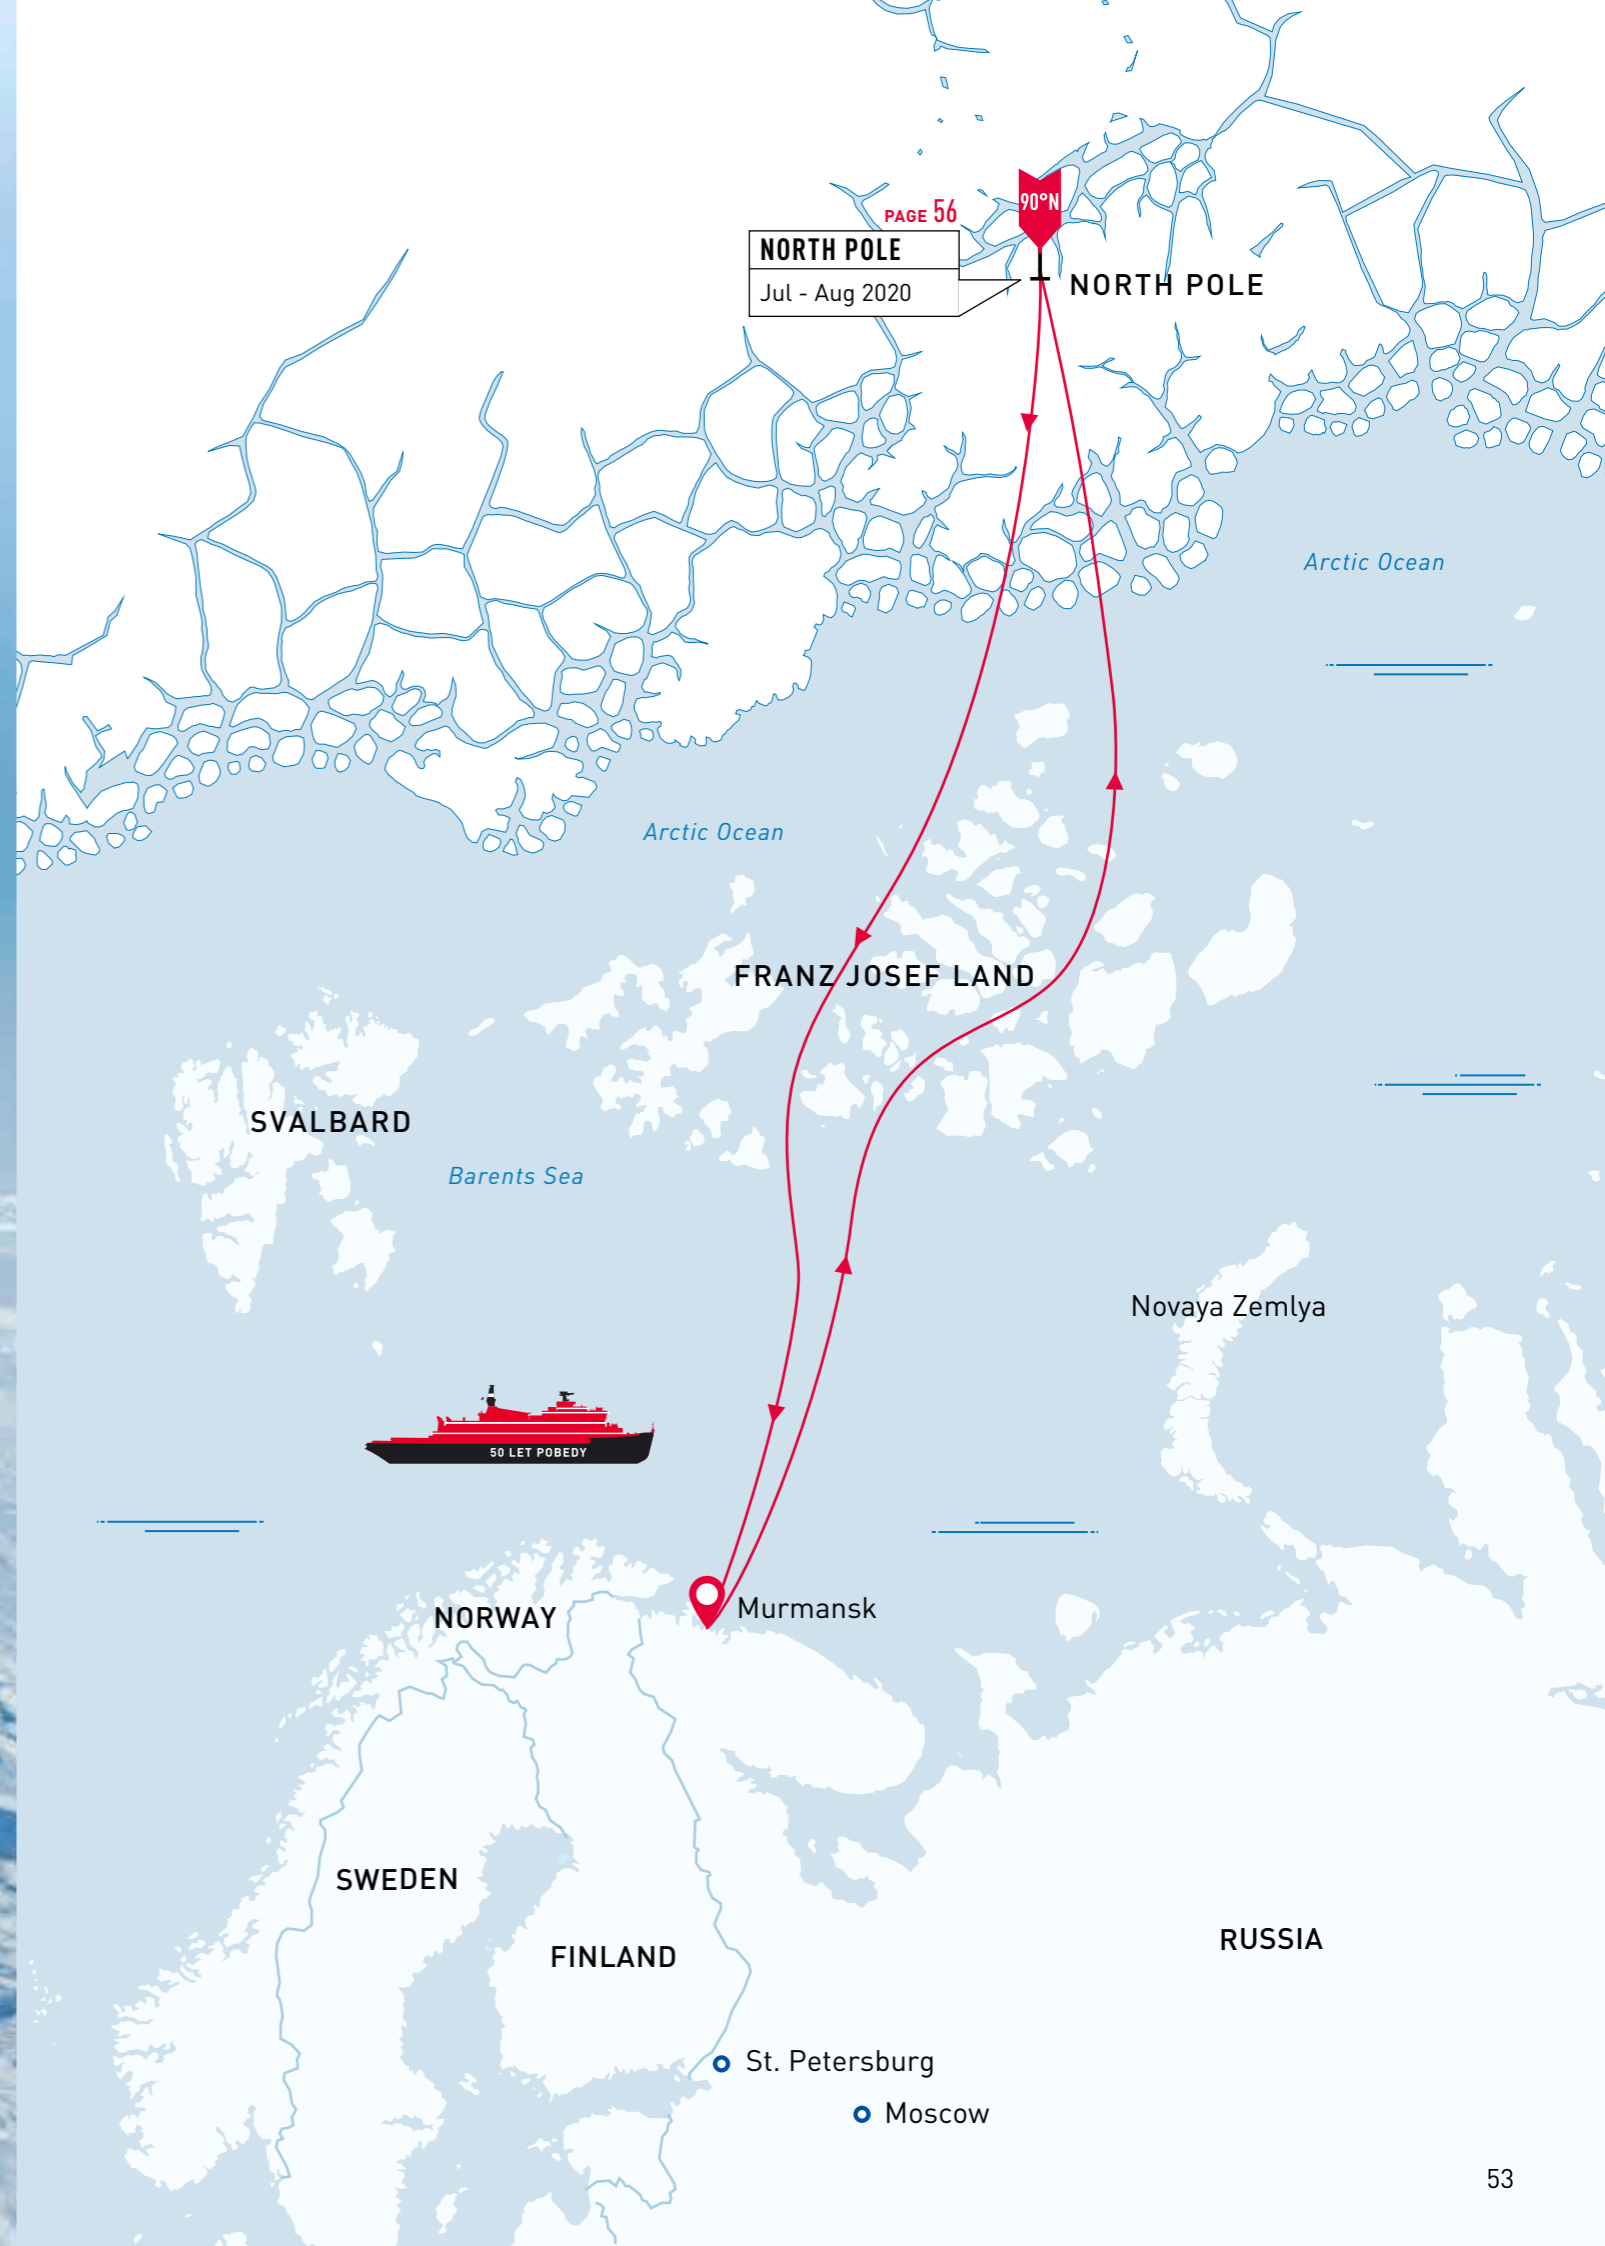 90°N
PAGE 56
NORTH POLE
Jul - Aug 2020
NORTH POLE
Arctic Ocean
Arctic Ocean
FRANZ JOSEF LAND
SVALBARD
Barents Sea
Novaya Zemlya
50 LET POBEDY
Murmansk
NORWAY
SWEDEN
RUSSIA
FINLAND
St. Petersburg
Moscow
53